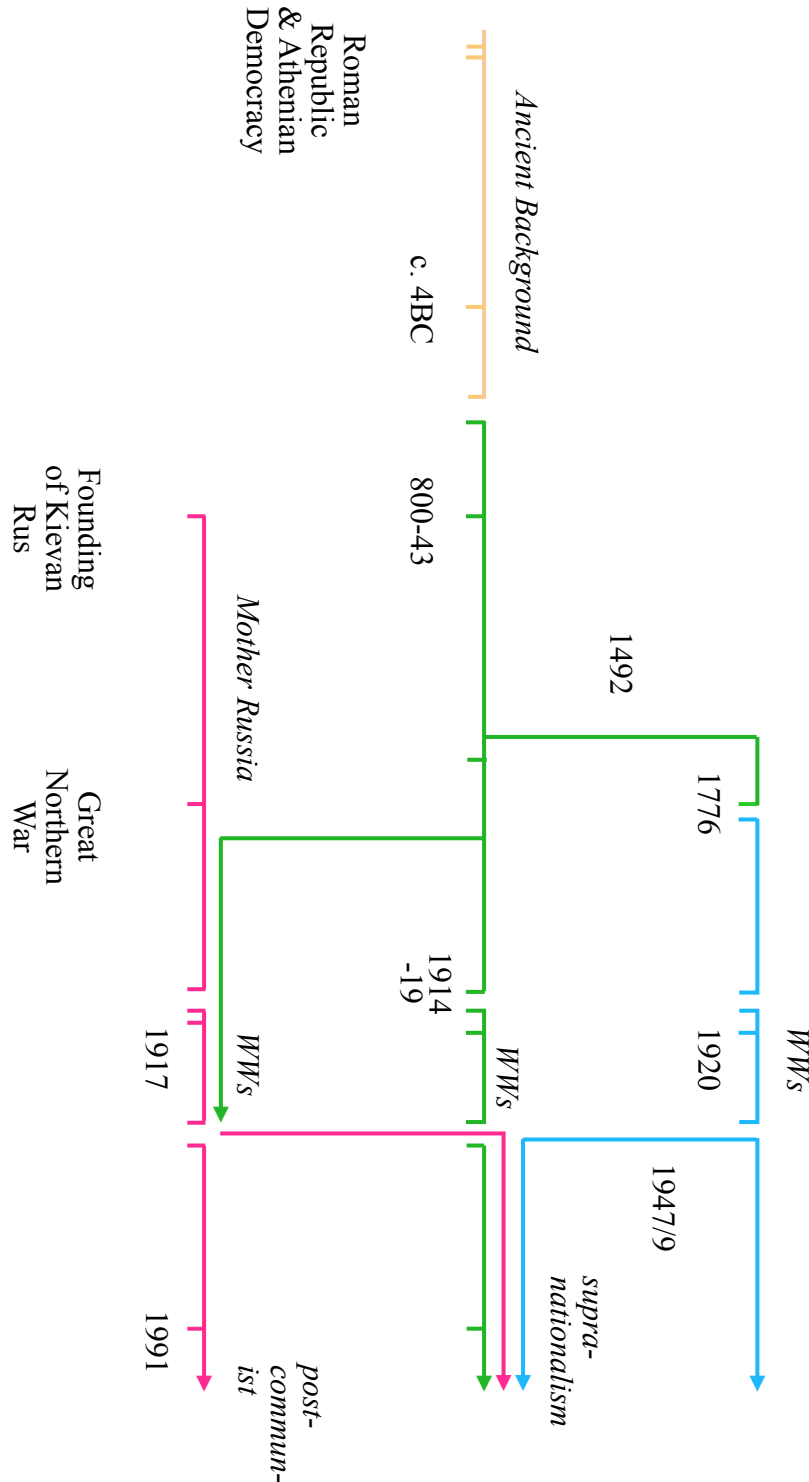 WWs
1492
1776
1920
1947/9
supra-
nationalism
Ancient Background
c. 4BC
800-43
1914
-19
WWs
Roman
Republic
& Athenian
Democracy
Mother Russia
WWs
post-
commun-
ist
Founding
of Kievan
Rus
Great
Northern
War
1917
1991